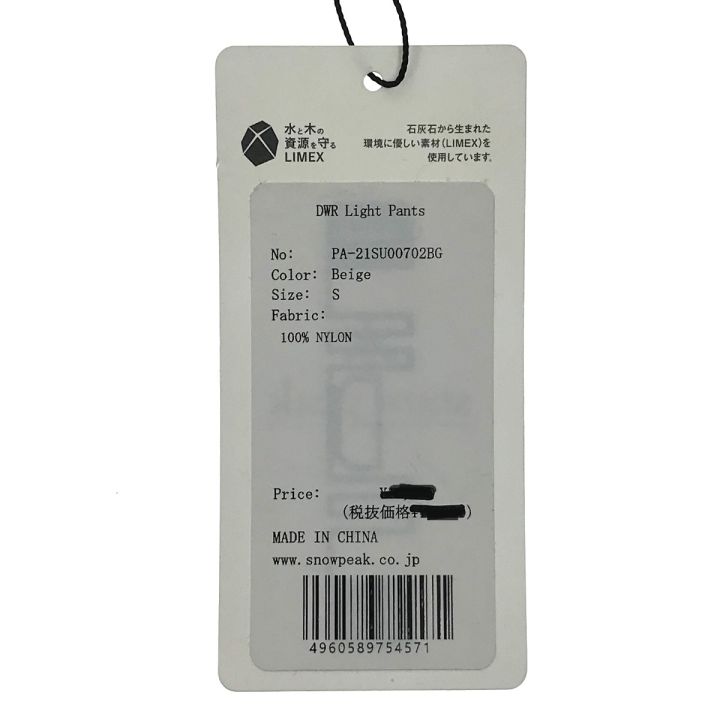 水と木の
資源を守る
LIMEX
石灰石から生まれた
環境に優しい素材(LIMEX)を
使用しています。
DWR Light Pants
No: PA-21SU00702BG
Color: Beige
Size: S
Fabric:
100% NYLON
Price: ¥
(税抜価格¥ )
MADE IN CHINA
www.snowpeak.co.jp
4960589754571